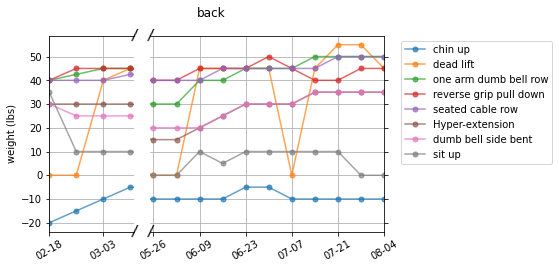 back
weight (lbs)
50
40
30
20
10
0
−10
−20
02-18
03-03
05-26
06-09
06-23
07-07
07-21
08-04
chin up
dead lift
one arm dumb bell row
reverse grip pull down
seated cable row
Hyper-extension
dumb bell side bent
sit up